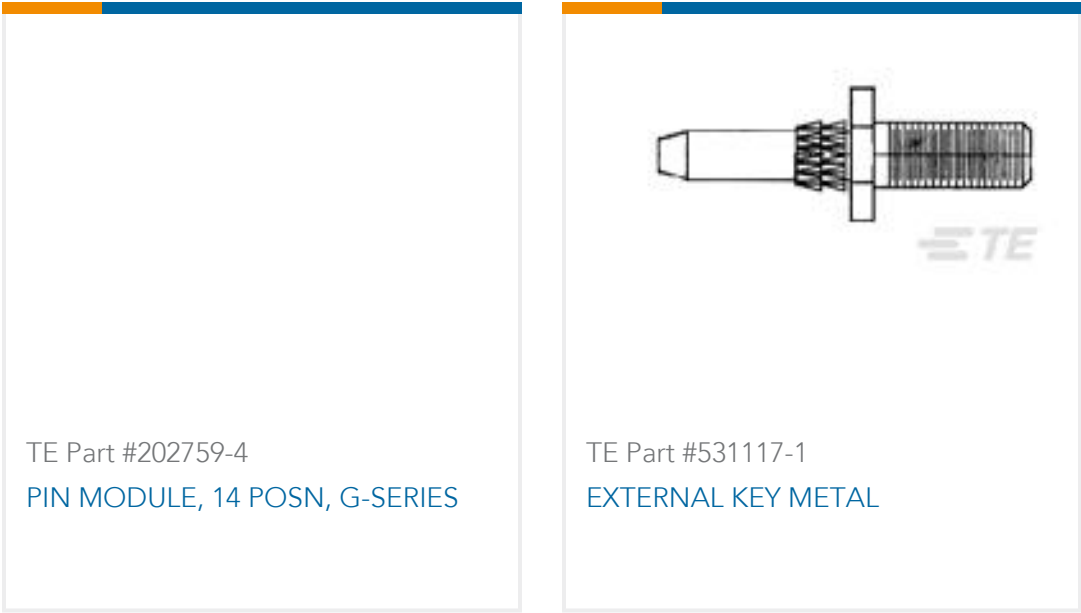 TE
TE Part #202759-4
PIN MODULE, 14 POSN, G-SERIES
TE Part #531117-1
EXTERNAL KEY METAL